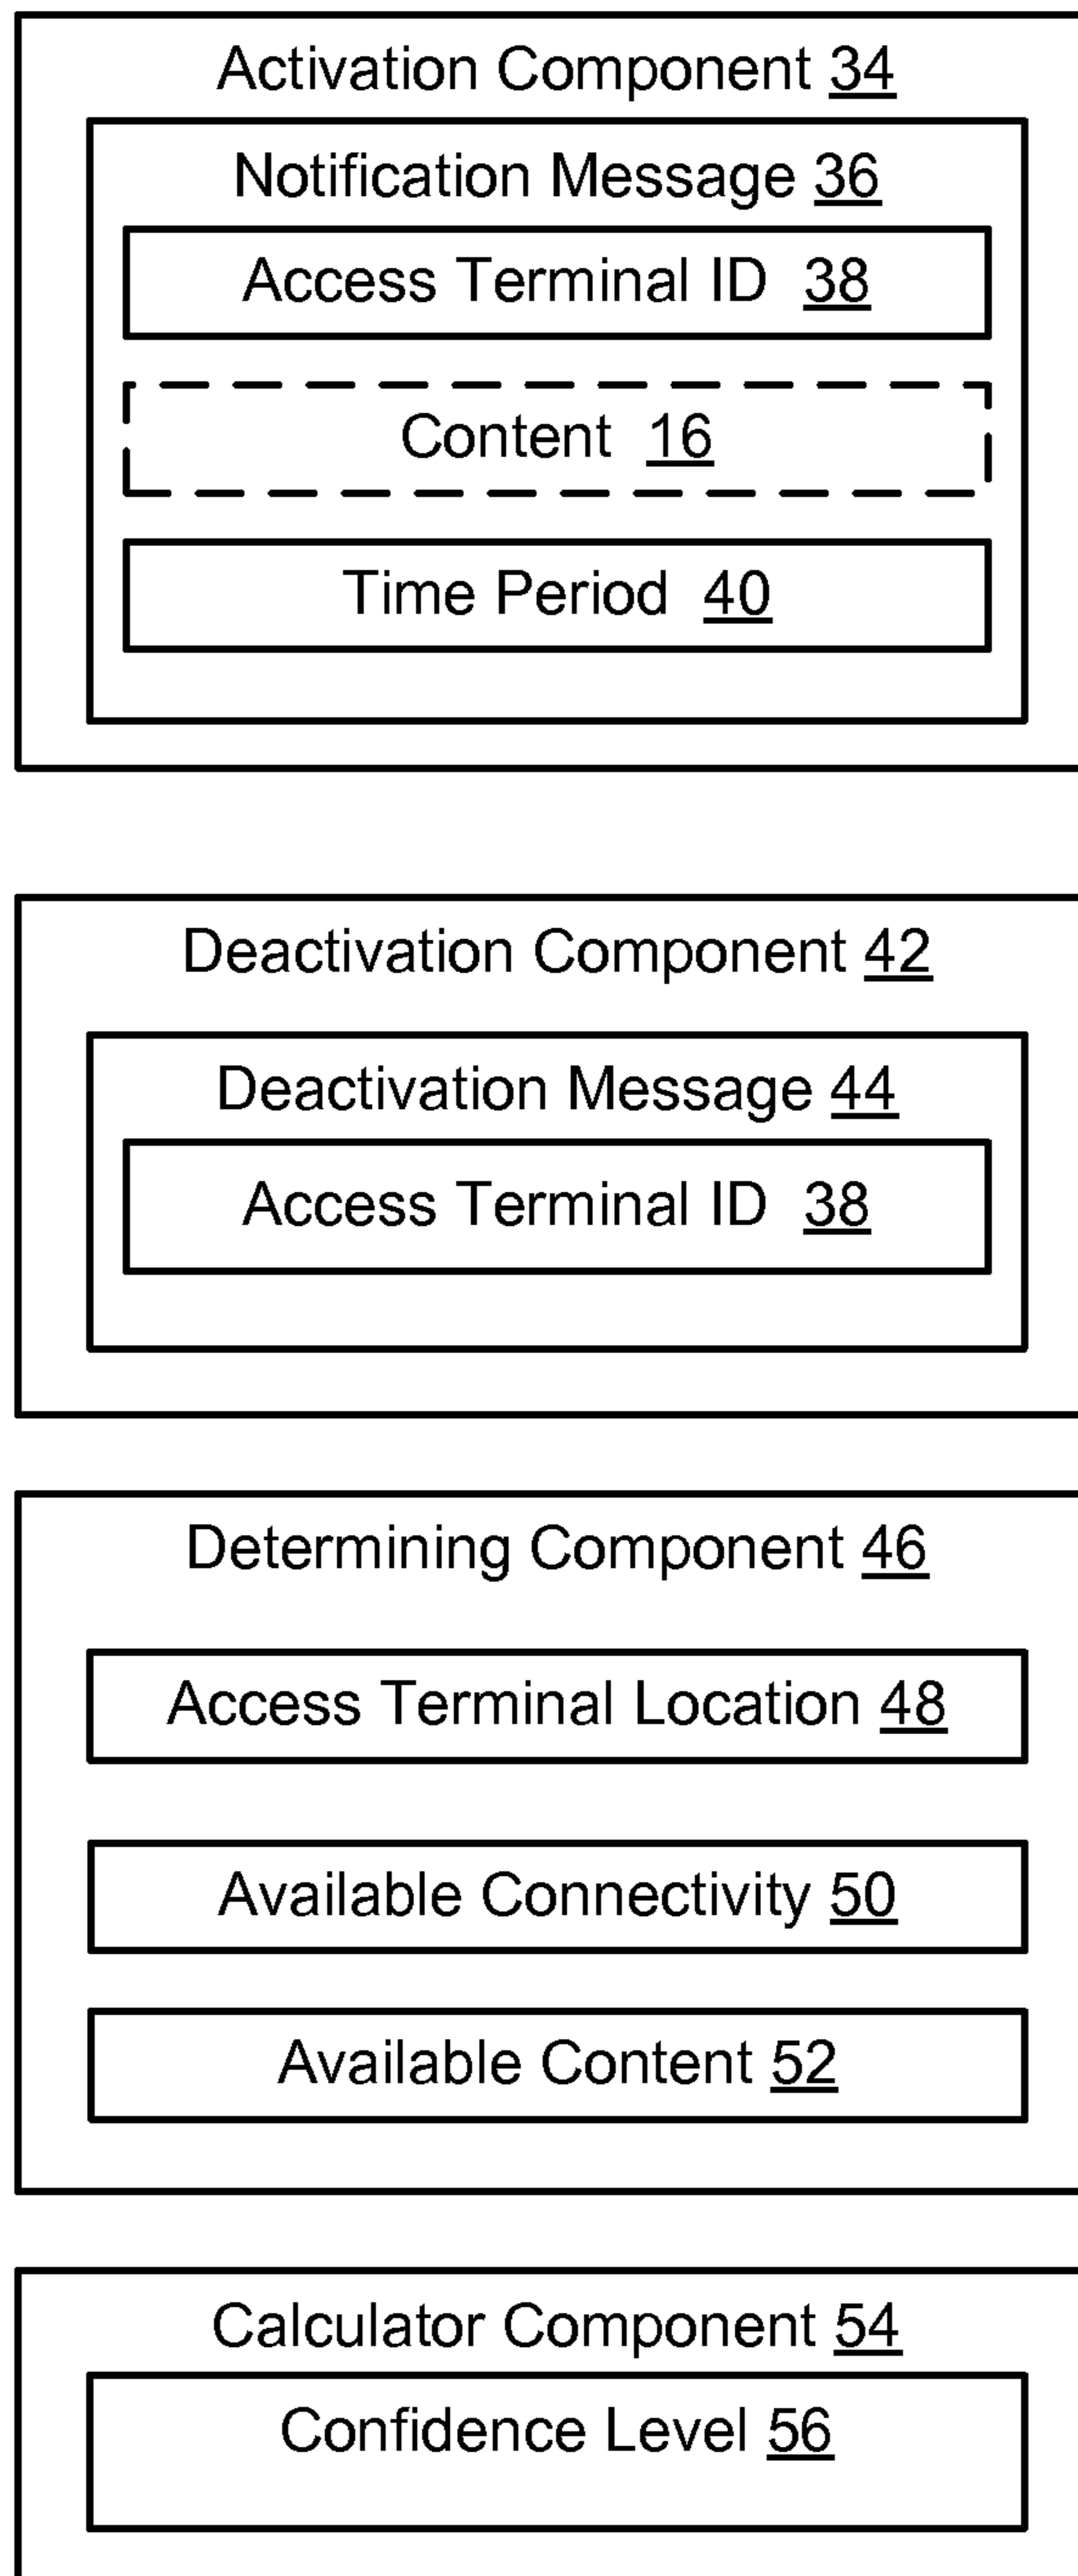 Activation Component 34
Notification Message 36
Access Terminal ID 38
Content 16
Time Period 40
Deactivation Component 42
Deactivation Message 44
Access Terminal ID 38
Determining Component 46
Access Terminal Location 48
Available Connectivity 50
Available Content 52
Calculator Component 54
Confidence Level 56